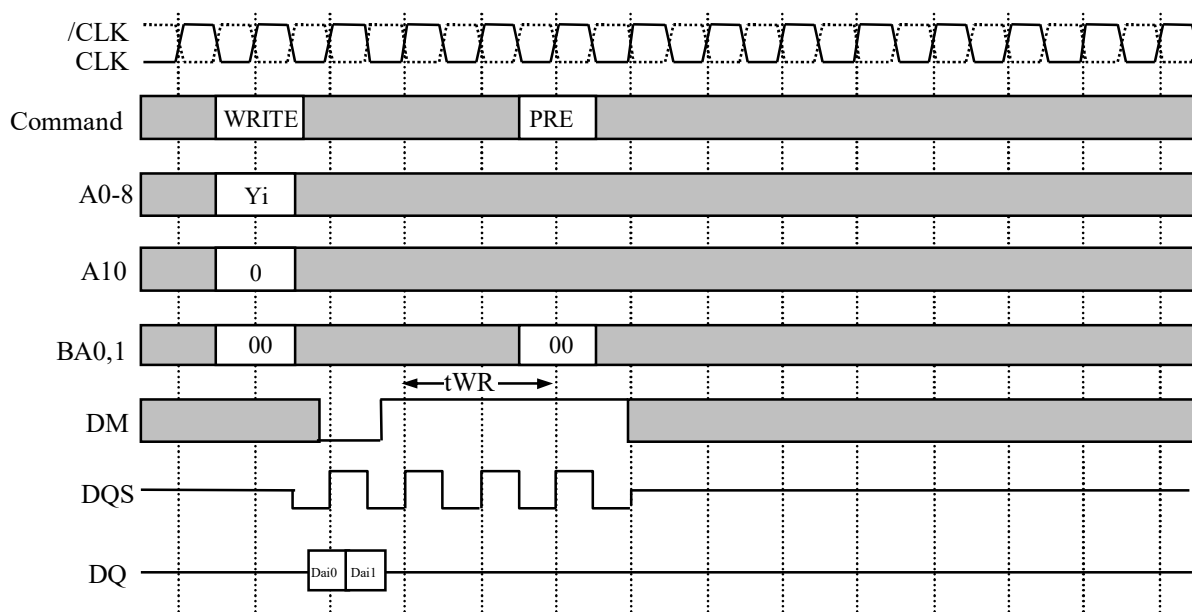 /CLK
CLK
Command WRITE PRE
A0-8 Yi
A10 0
BA0,1 00 00
tWR
DM
DQS
DQ Dai0 Dai1